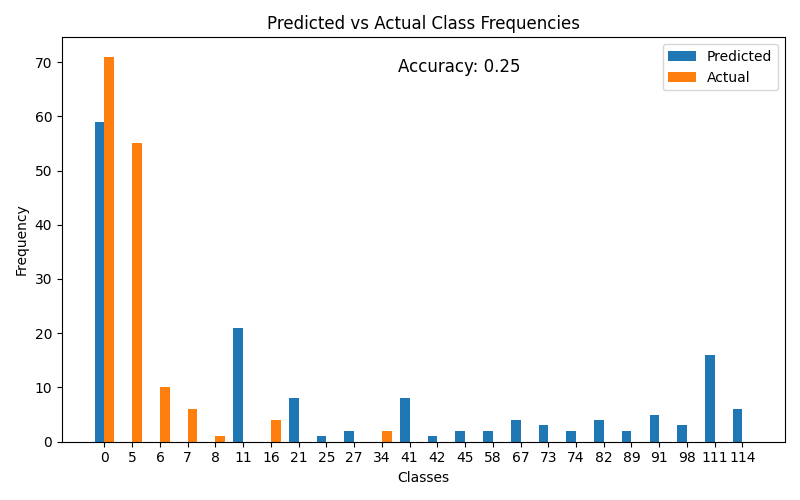 Predicted vs Actual Class Frequencies
Accuracy: 0.25
Predicted
Actual
Frequency
70
60
50
40
30
20
10
0
0 5 6 7 8 11 16 21 25 27 34 41 42 45 58 67 73 74 82 89 91 98 111 114
Classes